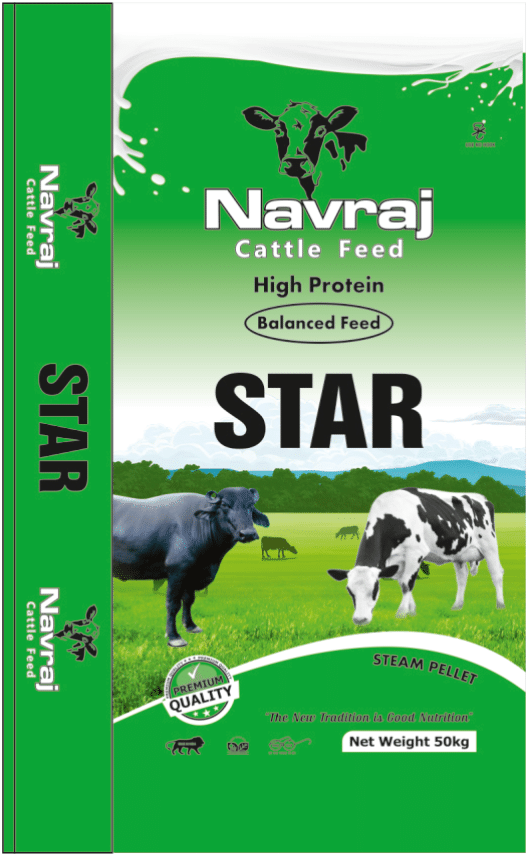 Navraj
Cattle Feed
STAR
Navraj
Cattle Feed
Navraj
Cattle Feed
High Protein
Balanced Feed
STAR
STEAM PELLET
PREMIUM
QUALITY
"The New Tradition is Good Nutrition"
Net Weight 50kg